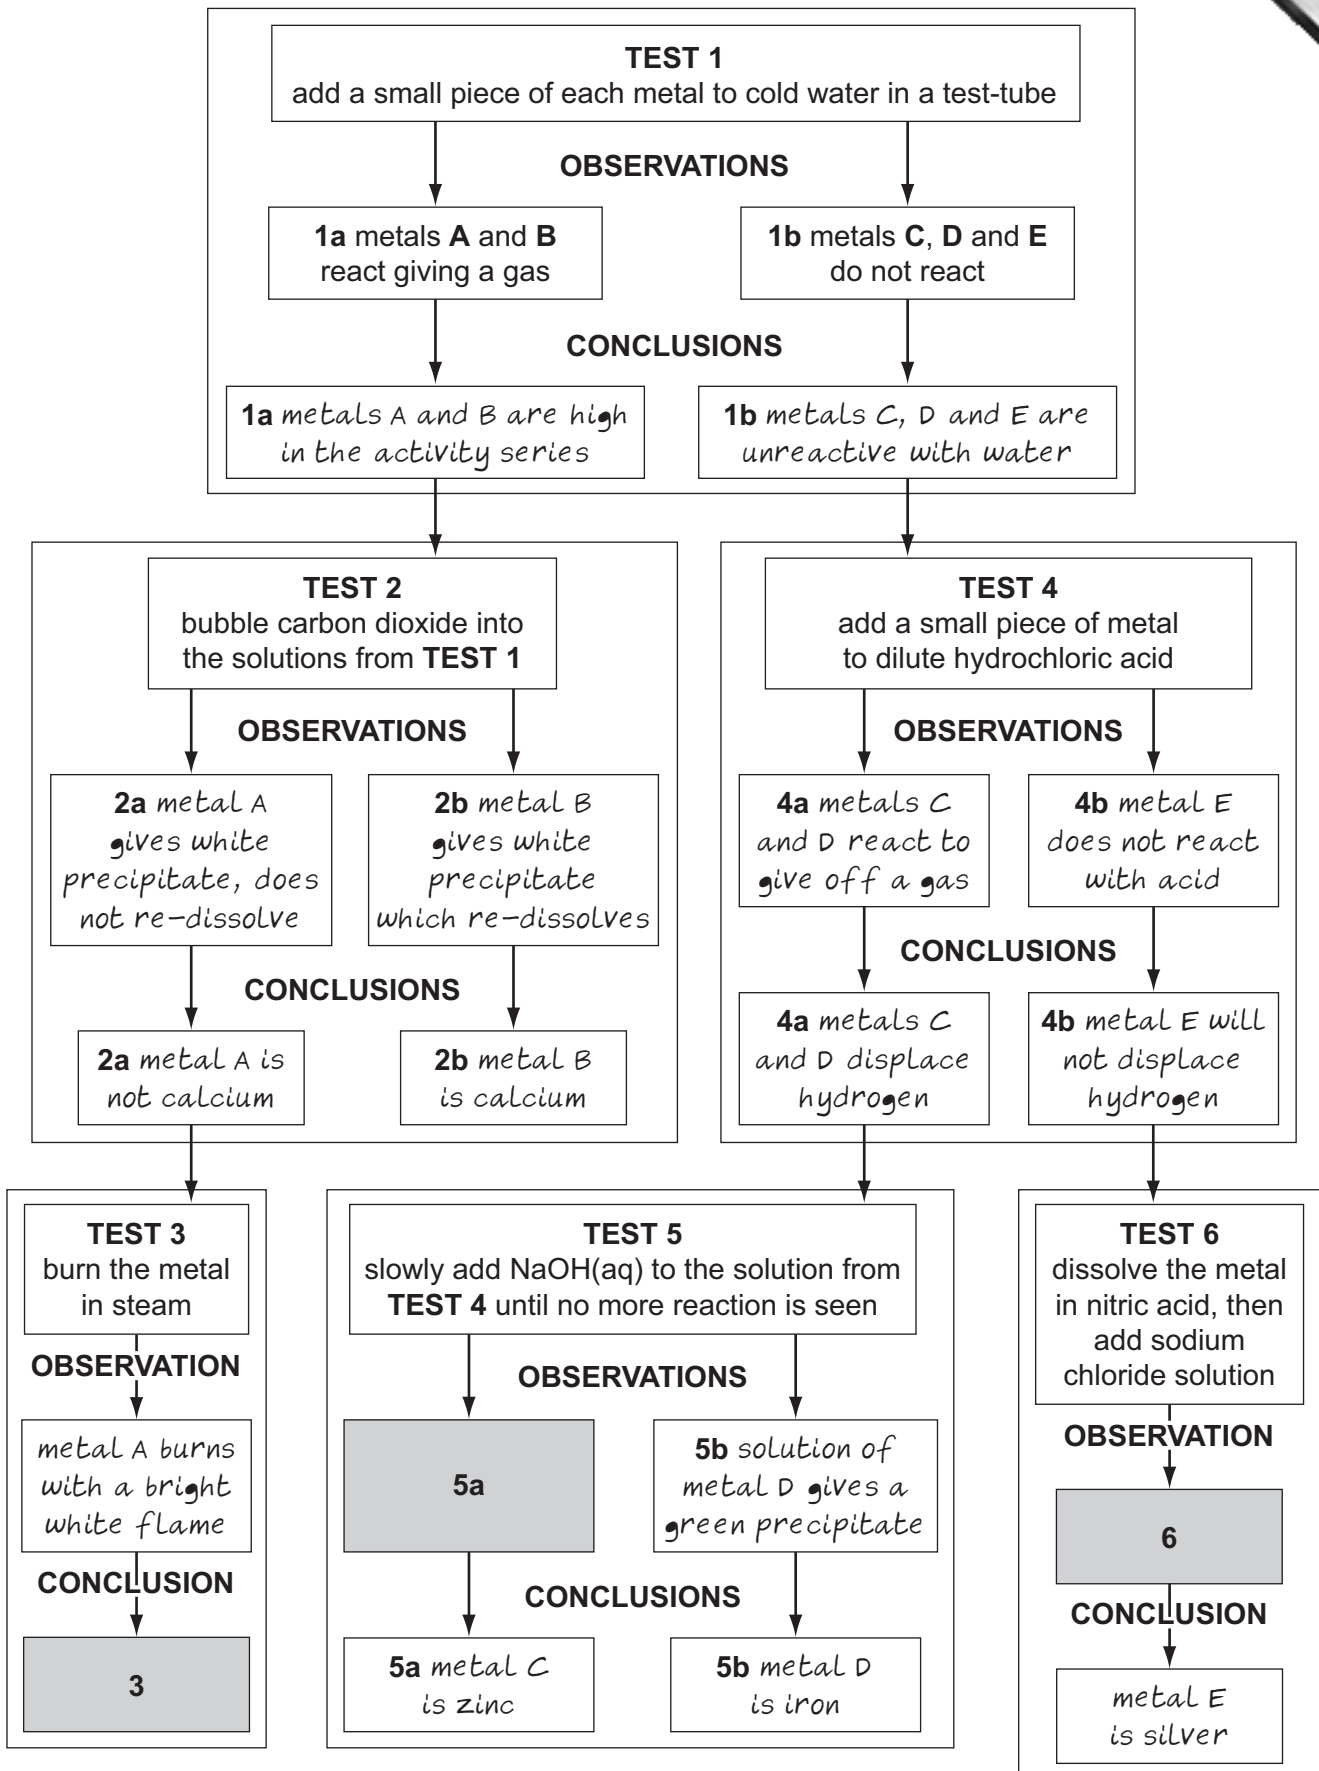 TEST 1
add a small piece of each metal to cold water in a test-tube
OBSERVATIONS
1a metals A and B
react giving a gas
1b metals C, D and E
do not react
CONCLUSIONS
1a metals A and B are high
in the activity series
1b metals C, D and E are
unreactive with water
TEST 2
bubble carbon dioxide into
the solutions from TEST 1
OBSERVATIONS
2a metal A
gives white
precipitate, does
not re-dissolve
2b metal B
gives white
precipitate
which re-dissolves
CONCLUSIONS
2a metal A is
not calcium
2b metal B
is calcium
TEST 4
add a small piece of metal
to dilute hydrochloric acid
OBSERVATIONS
4a metals C
and D react to
give off a gas
4b metal E
does not react
with acid
CONCLUSIONS
4a metals C
and D displace
hydrogen
4b metal E will
not displace
hydrogen
TEST 3
burn the metal
in steam
OBSERVATION
metal A burns
with a bright
white flame
CONCLUSION
3
TEST 5
slowly add NaOH(aq) to the solution from
TEST 4 until no more reaction is seen
OBSERVATIONS
5a
5b solution of
metal D gives a
green precipitate
CONCLUSIONS
5a metal C
is zinc
5b metal D
is iron
TEST 6
dissolve the metal
in nitric acid, then
add sodium
chloride solution
OBSERVATION
6
CONCLUSION
metal E
is silver